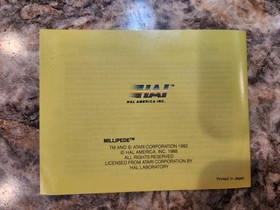 HAL
HAL AMERICA INC.
MILLIPEDE™
TM AND © ATARI CORPORATION 1982
© HAL AMERICA, INC. 1988
ALL RIGHTS RESERVED
LICENSED FROM ATARI CORPORATION BY
HAL LABORATORY
Printed in Japan